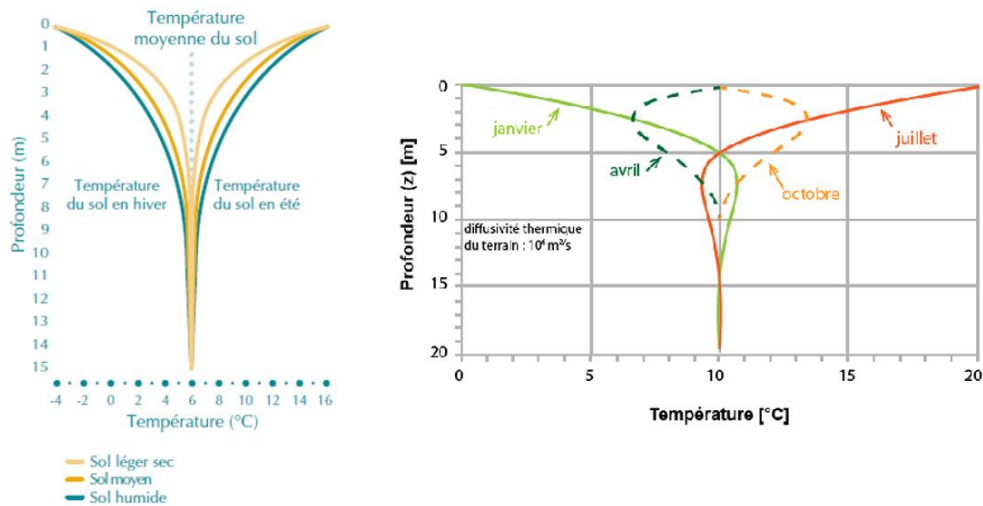 Température
moyenne du sol
0
1
2
3
4
5
6
7
8
9
10
11
12
13
14
15
Profondeur (m)
Température
du sol en hiver
Température
du sol en été
-4 -2 0 2 4 6 8 10 12 14 16
Température (°C)
Sol léger sec
Sol moyen
Sol humide
0
5
10
15
20
Profondeur (z) [m]
janvier
juillet
avril
octobre
diffusivité thermique
du terrain : 10⁶ m²/s
0 5 10 15 20
Température [°C]